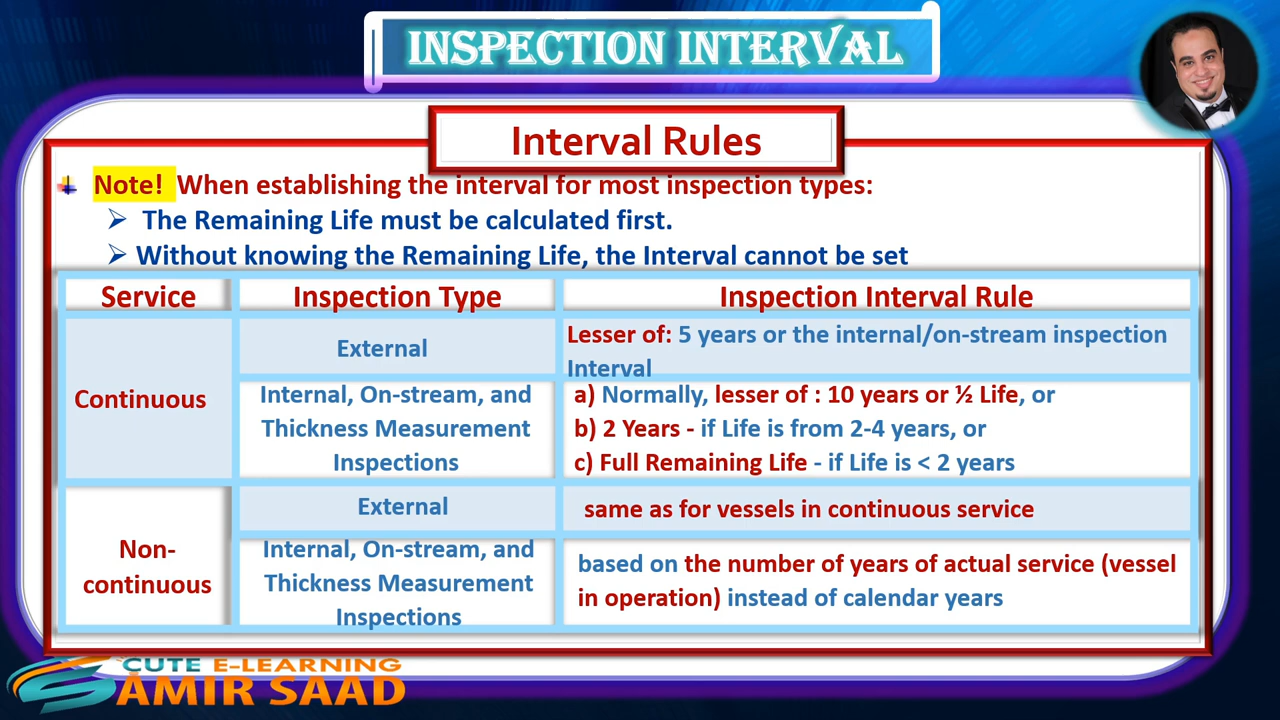 INSPECTION INTERVAL
Interval Rules
Note! When establishing the interval for most inspection types:
The Remaining Life must be calculated first.
Without knowing the Remaining Life, the Interval cannot be set
Service
Inspection Type
Inspection Interval Rule
Continuous
External
Lesser of: 5 years or the internal/on-stream inspection
Interval
Internal, On-stream, and
Thickness Measurement
Inspections
a) Normally, lesser of : 10 years or ½ Life, or
b) 2 Years - if Life is from 2-4 years, or
c) Full Remaining Life - if Life is < 2 years
Non-
continuous
External
same as for vessels in continuous service
Internal, On-stream, and
Thickness Measurement
Inspections
based on the number of years of actual service (vessel
in operation) instead of calendar years
CUTE E-LEARNING
AMIR SAAD